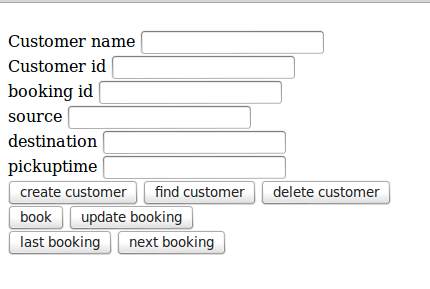 Customer name
Customer id
booking id
source
destination
pickuptime
create customer find customer delete customer
book update booking
last booking next booking